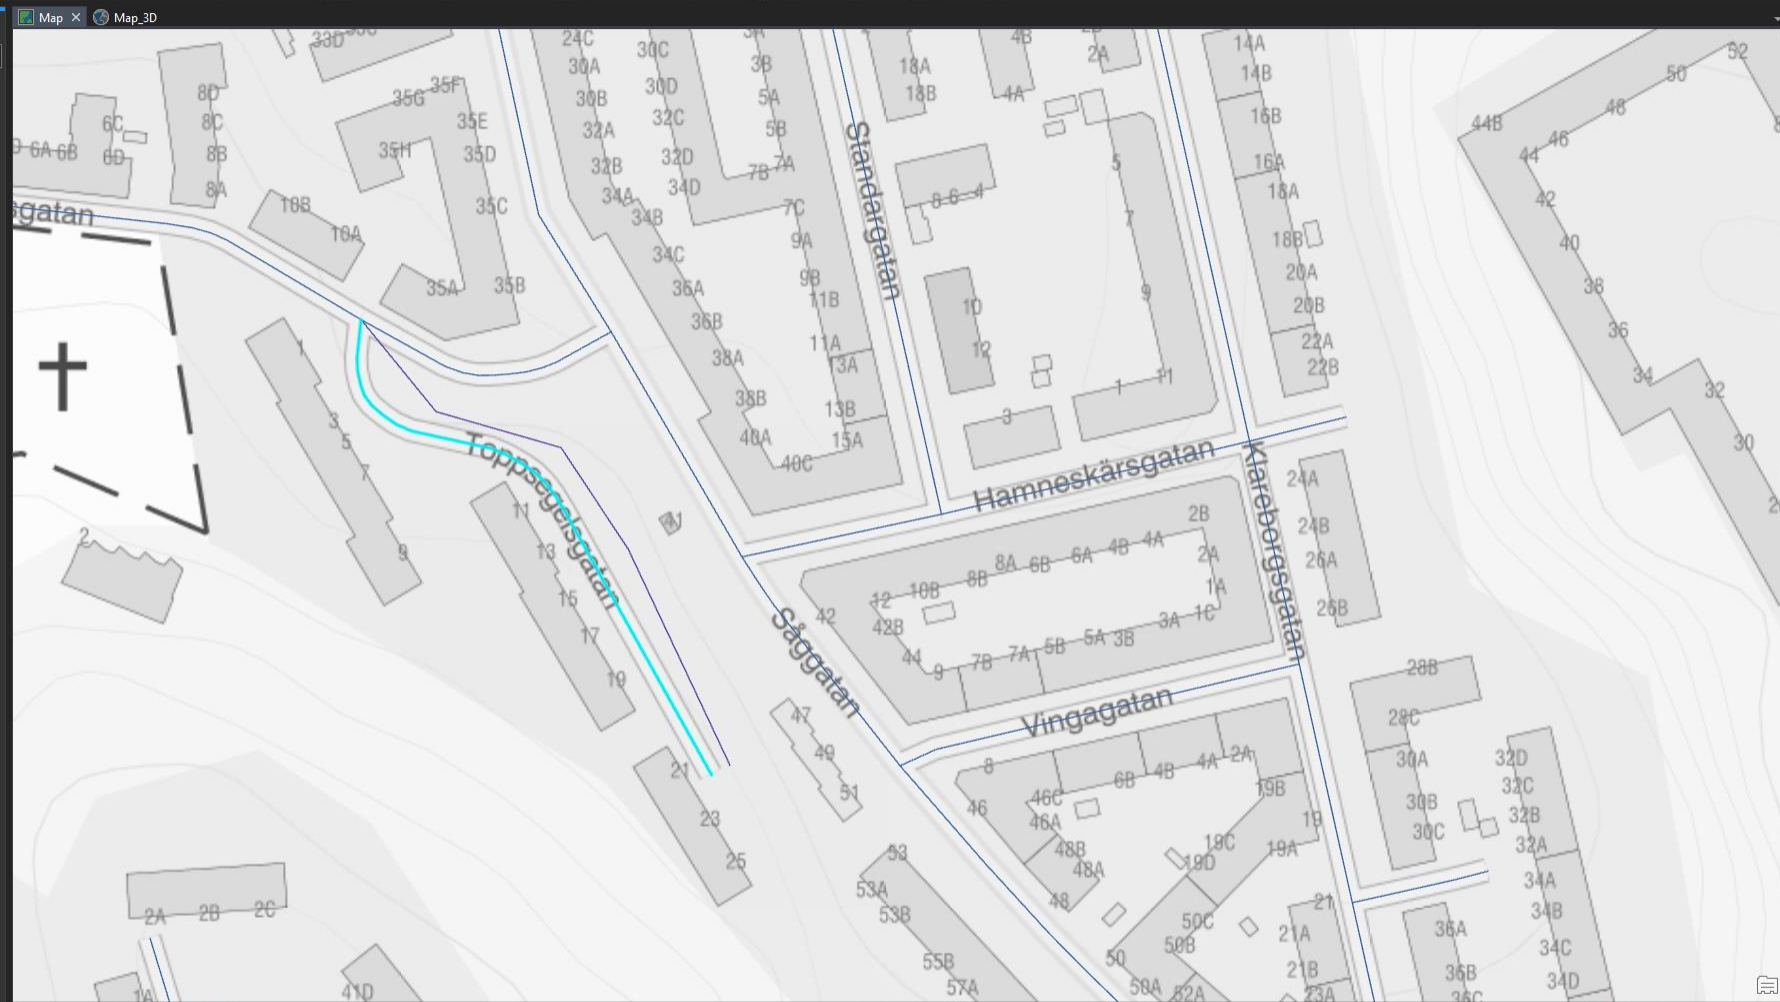 Map
Map_3D
33D
24C
30C
3B
4B
2A
14A
52
30A
18A
14B
50
8D
35F
30D
5A
18B
4A
35G
30B
48
6C
8C
35E
32A
32C
5B
16B
44B
46
6A
6B
6D
8B
35H
35D
32B
32D
7A
7B
5
16A
44
8A
34A
34D
8
6
4
18A
42
sgatan
10B
35C
34B
7C
7
Standargatan
10A
34C
9A
18B
40
35A
35B
36A
9B
11B
9
20A
38
36B
10
20B
36
1
38A
11A
13A
12
22A
22B
34
3
38B
13B
1
11
32
5
40A
15A
3
40C
30
7
Toppsegelsgatan
Hamneskärsgatan
Klareborgsgatan
24A
9
11
41
2B
24B
2
13
8A
6B
6A
4B
4A
2A
26A
15
12
10B
8B
1A
26B
17
42
42B
5B
5A
3B
3A
1C
19
44
9
7B
7A
28B
Såggatan
47
Vingagatan
28C
21
49
8
6B
4B
4A
2A
30A
32D
51
46
46C
19B
32C
23
46A
19
30B
32B
25
53
48B
19C
19A
30C
32A
53A
48A
19D
34A
2A
2B
2C
53B
48
50C
21
34B
50B
21A
36A
34C
55B
50
21B
36B
34D
1A
41D
57A
50A
52A
23A
36C